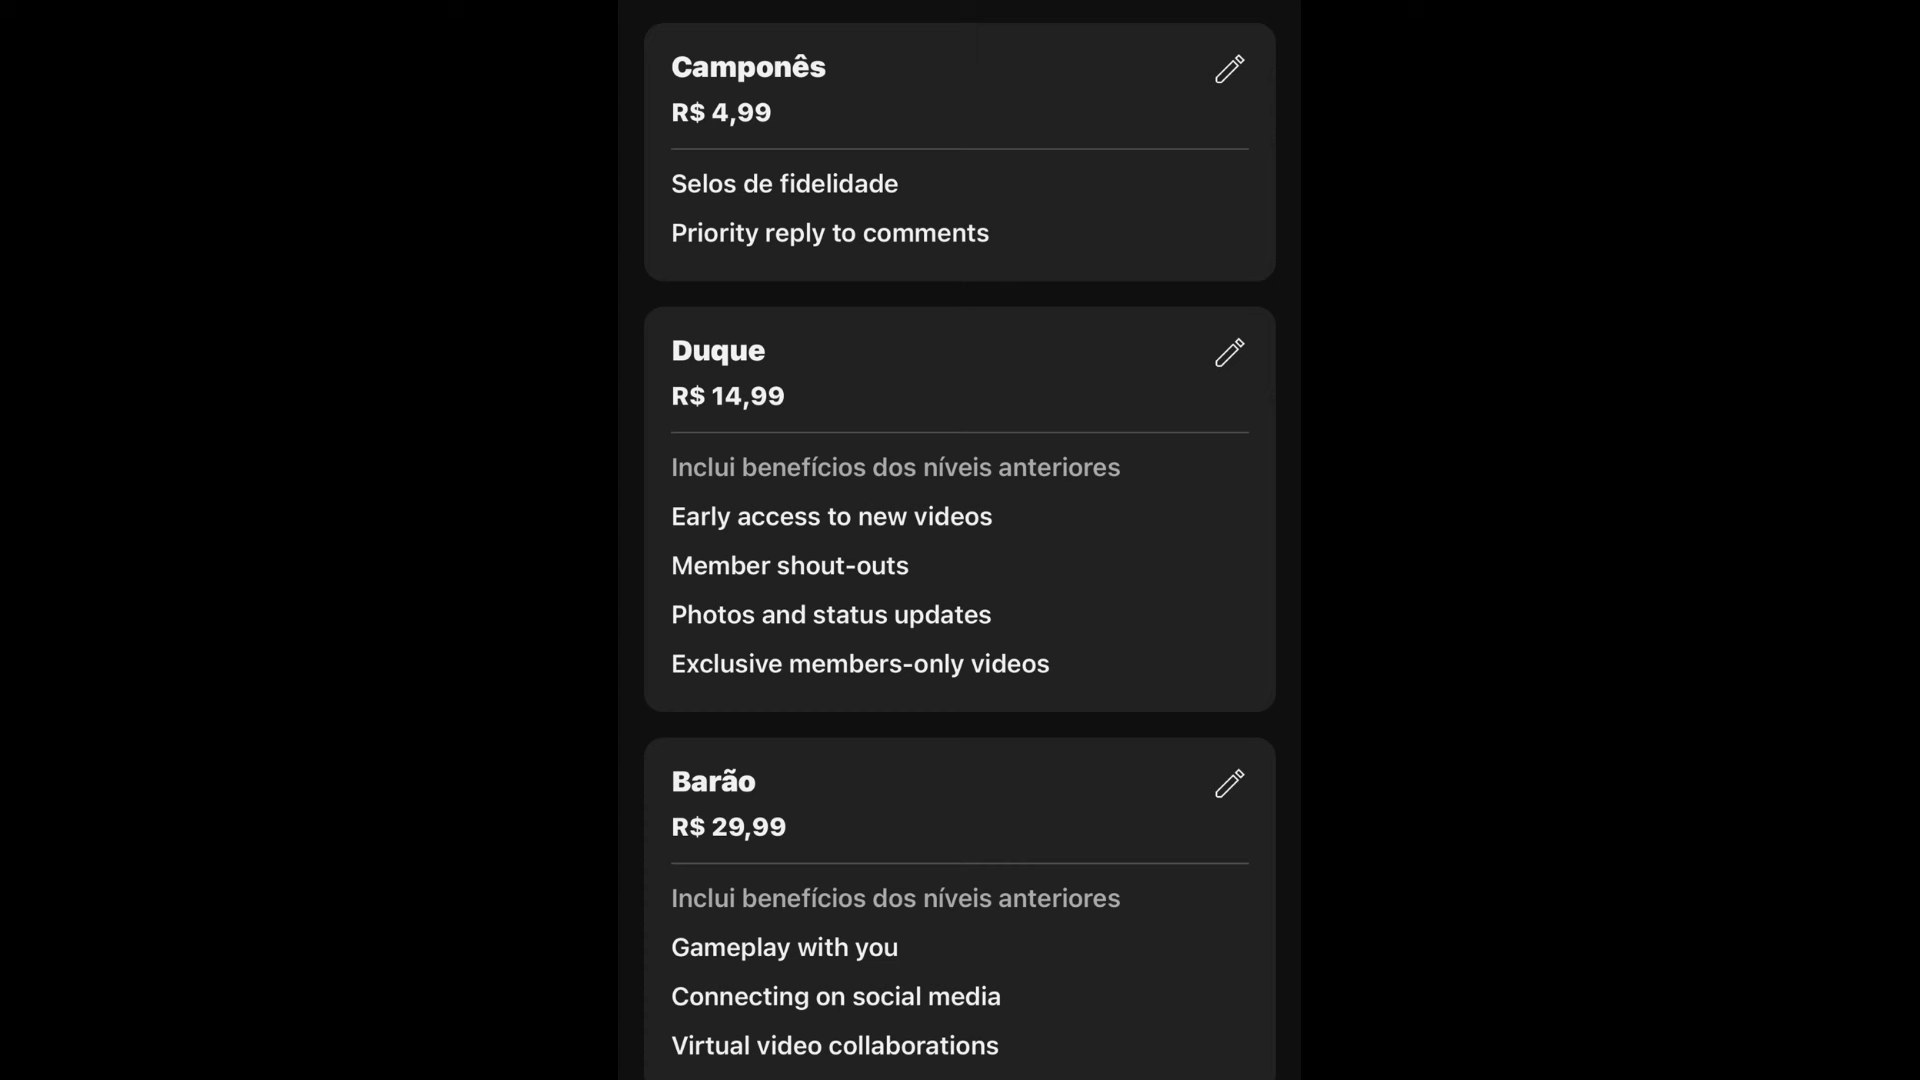 Camponês
R$ 4,99
Selos de fidelidade
Priority reply to comments
Duque
R$ 14,99
Inclui benefícios dos níveis anteriores
Early access to new videos
Member shout-outs
Photos and status updates
Exclusive members-only videos
Barão
R$ 29,99
Inclui benefícios dos níveis anteriores
Gameplay with you
Connecting on social media
Virtual video collaborations